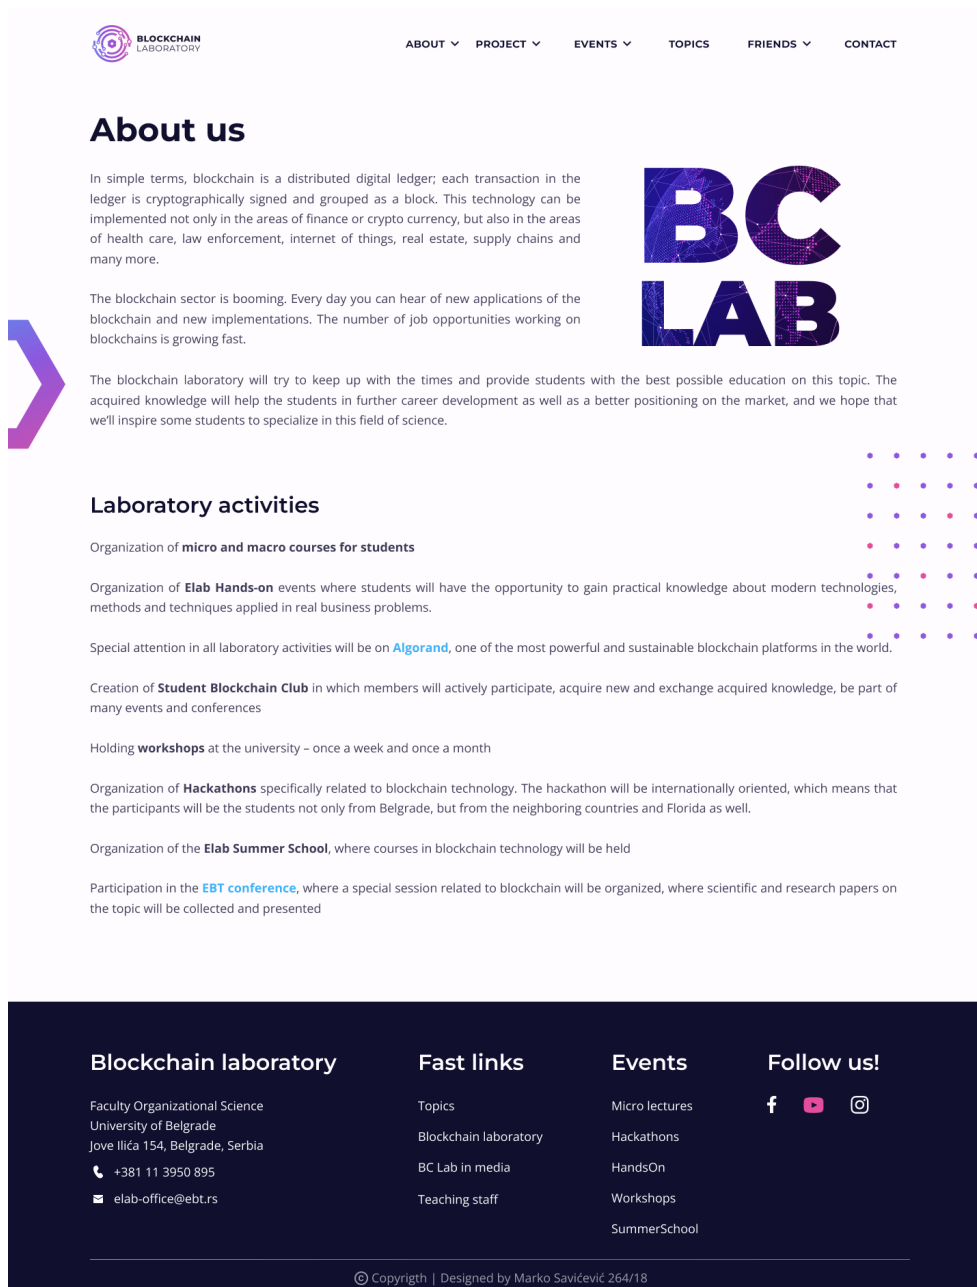 BLOCKCHAIN
LABORATORY
ABOUT PROJECT EVENTS TOPICS FRIENDS CONTACT
About us
In simple terms, blockchain is a distributed digital ledger; each transaction in the
ledger is cryptographically signed and grouped as a block. This technology can be
implemented not only in the areas of finance or crypto currency, but also in the areas
of health care, law enforcement, internet of things, real estate, supply chains and
many more.
The blockchain sector is booming. Every day you can hear of new applications of the
blockchain and new implementations. The number of job opportunities working on
blockchains is growing fast.
BC
LAB
The blockchain laboratory will try to keep up with the times and provide students with the best possible education on this topic. The
acquired knowledge will help the students in further career development as well as a better positioning on the market, and we hope that
we'll inspire some students to specialize in this field of science.
Laboratory activities
Organization of micro and macro courses for students
Organization of Elab Hands-on events where students will have the opportunity to gain practical knowledge about modern technologies,
methods and techniques applied in real business problems.
Special attention in all laboratory activities will be on Algorand, one of the most powerful and sustainable blockchain platforms in the world.
Creation of Student Blockchain Club in which members will actively participate, acquire new and exchange acquired knowledge, be part of
many events and conferences
Holding workshops at the university – once a week and once a month
Organization of Hackathons specifically related to blockchain technology. The hackathon will be internationally oriented, which means that
the participants will be the students not only from Belgrade, but from the neighboring countries and Florida as well.
Organization of the Elab Summer School, where courses in blockchain technology will be held
Participation in the EBT conference, where a special session related to blockchain will be organized, where scientific and research papers on
the topic will be collected and presented
Blockchain laboratory
Faculty Organizational Science
University of Belgrade
Jove Ilića 154, Belgrade, Serbia
+381 11 3950 895
elab-office@ebt.rs
Fast links
Topics
Blockchain laboratory
BC Lab in media
Teaching staff
Events
Micro lectures
Hackathons
HandsOn
Workshops
SummerSchool
Follow us!
© Copyrigth | Designed by Marko Savićević 264/18